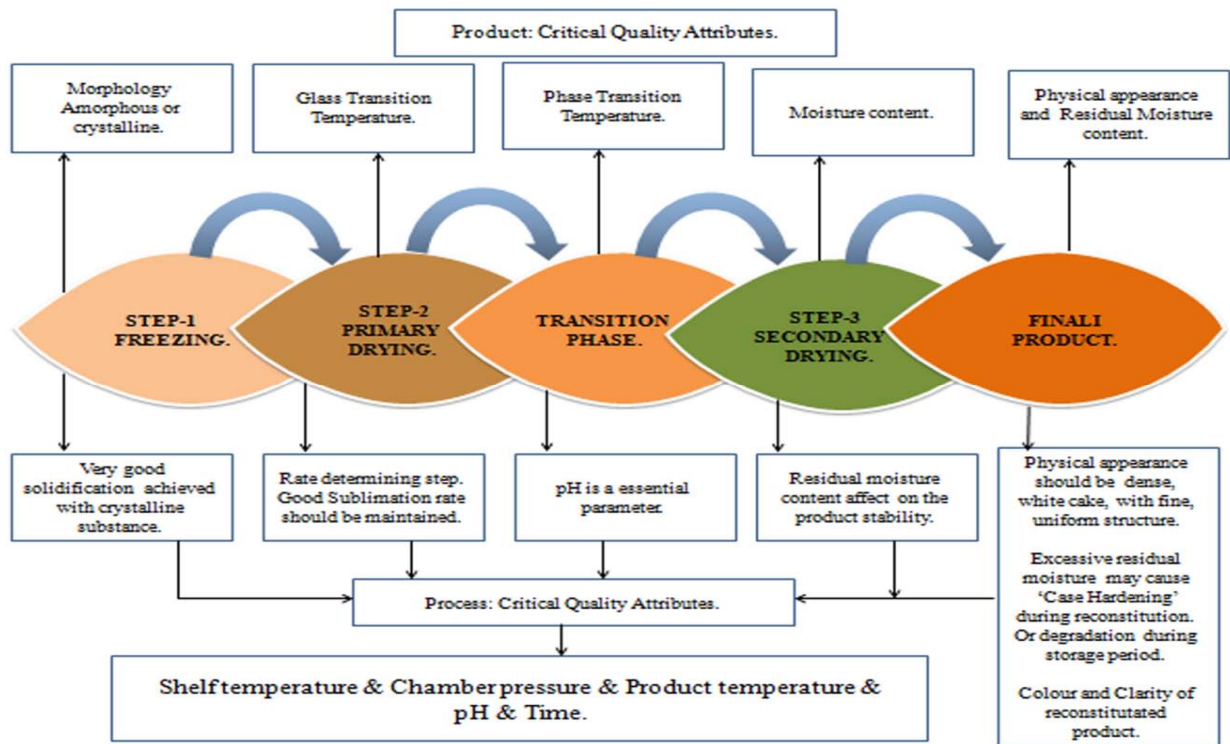 Product: Critical Quality Attributes.
Morphology
Amorphous or
crystalline.
Glass Transition
Temperature.
Phase Transition
Temperature.
Moisture content.
Physical appearance
and Residual Moisture
content.
STEP-1
FREEZING.
STEP-2
PRIMARY
DRYING.
TRANSITION
PHASE.
STEP-3
SECONDARY
DRYING.
FINALI
PRODUCT.
Very good
solidification achieved
with crystalline
substance.
Rate determining step.
Good Sublimation rate
should be maintained.
pH is a essential
parameter.
Residual moisture
content affect on the
product stability.
Physical appearance
should be dense,
white cake, with fine,
uniform structure.
Excessive residual
moisture may cause
‘Case Hardening’
during reconstitution.
Or degradation during
storage period.
Colour and Clarity of
reconstitutated
product.
Process: Critical Quality Attributes.
Shelf temperature & Chamber pressure & Product temperature &
pH & Time.